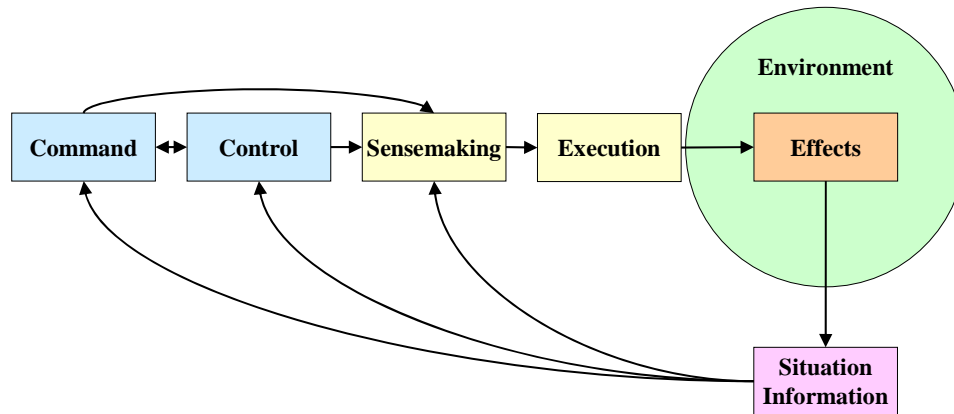 Environment
Command
Control
Sensemaking
Execution
Effects
Situation
Information